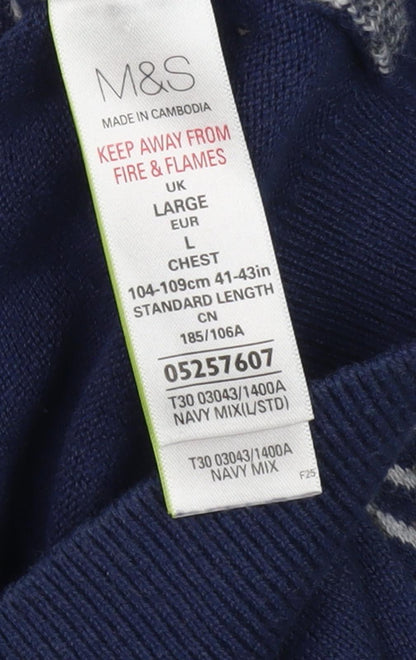 M&S
MADE IN CAMBODIA
KEEP AWAY FROM
FIRE & FLAMES
UK
LARGE
EUR
L
CHEST
104-109cm 41-43in
STANDARD LENGTH
CN
185/106A
05257607
T30 03043/1400A
NAVY MIX(L/STD)
T30 03043/1400A
NAVY MIX
F25